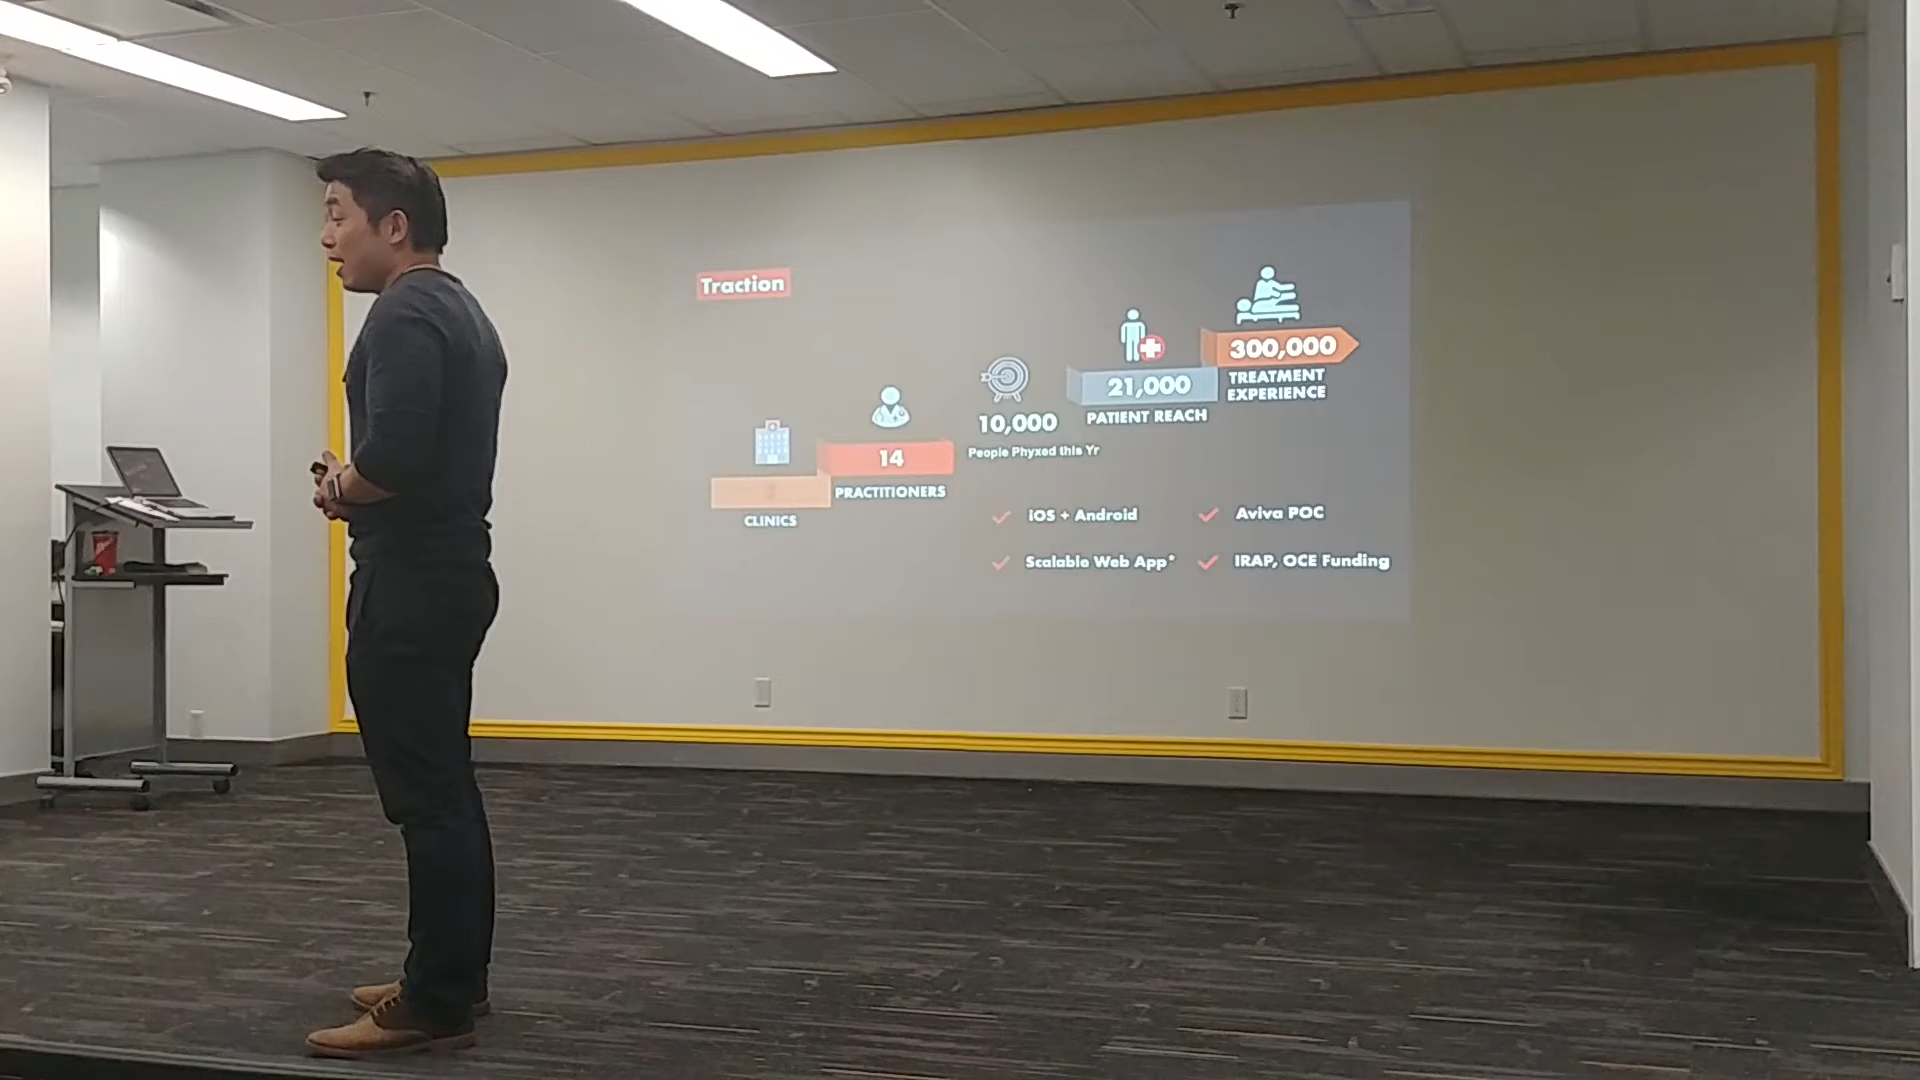 Traction
300,000
TREATMENT
EXPERIENCE
21,000
PATIENT REACH
10,000
People Phyxed this Yr
14
PRACTITIONERS
CLINICS
iOS + Android
Aviva POC
Scalable Web App*
IRAP, OCE Funding